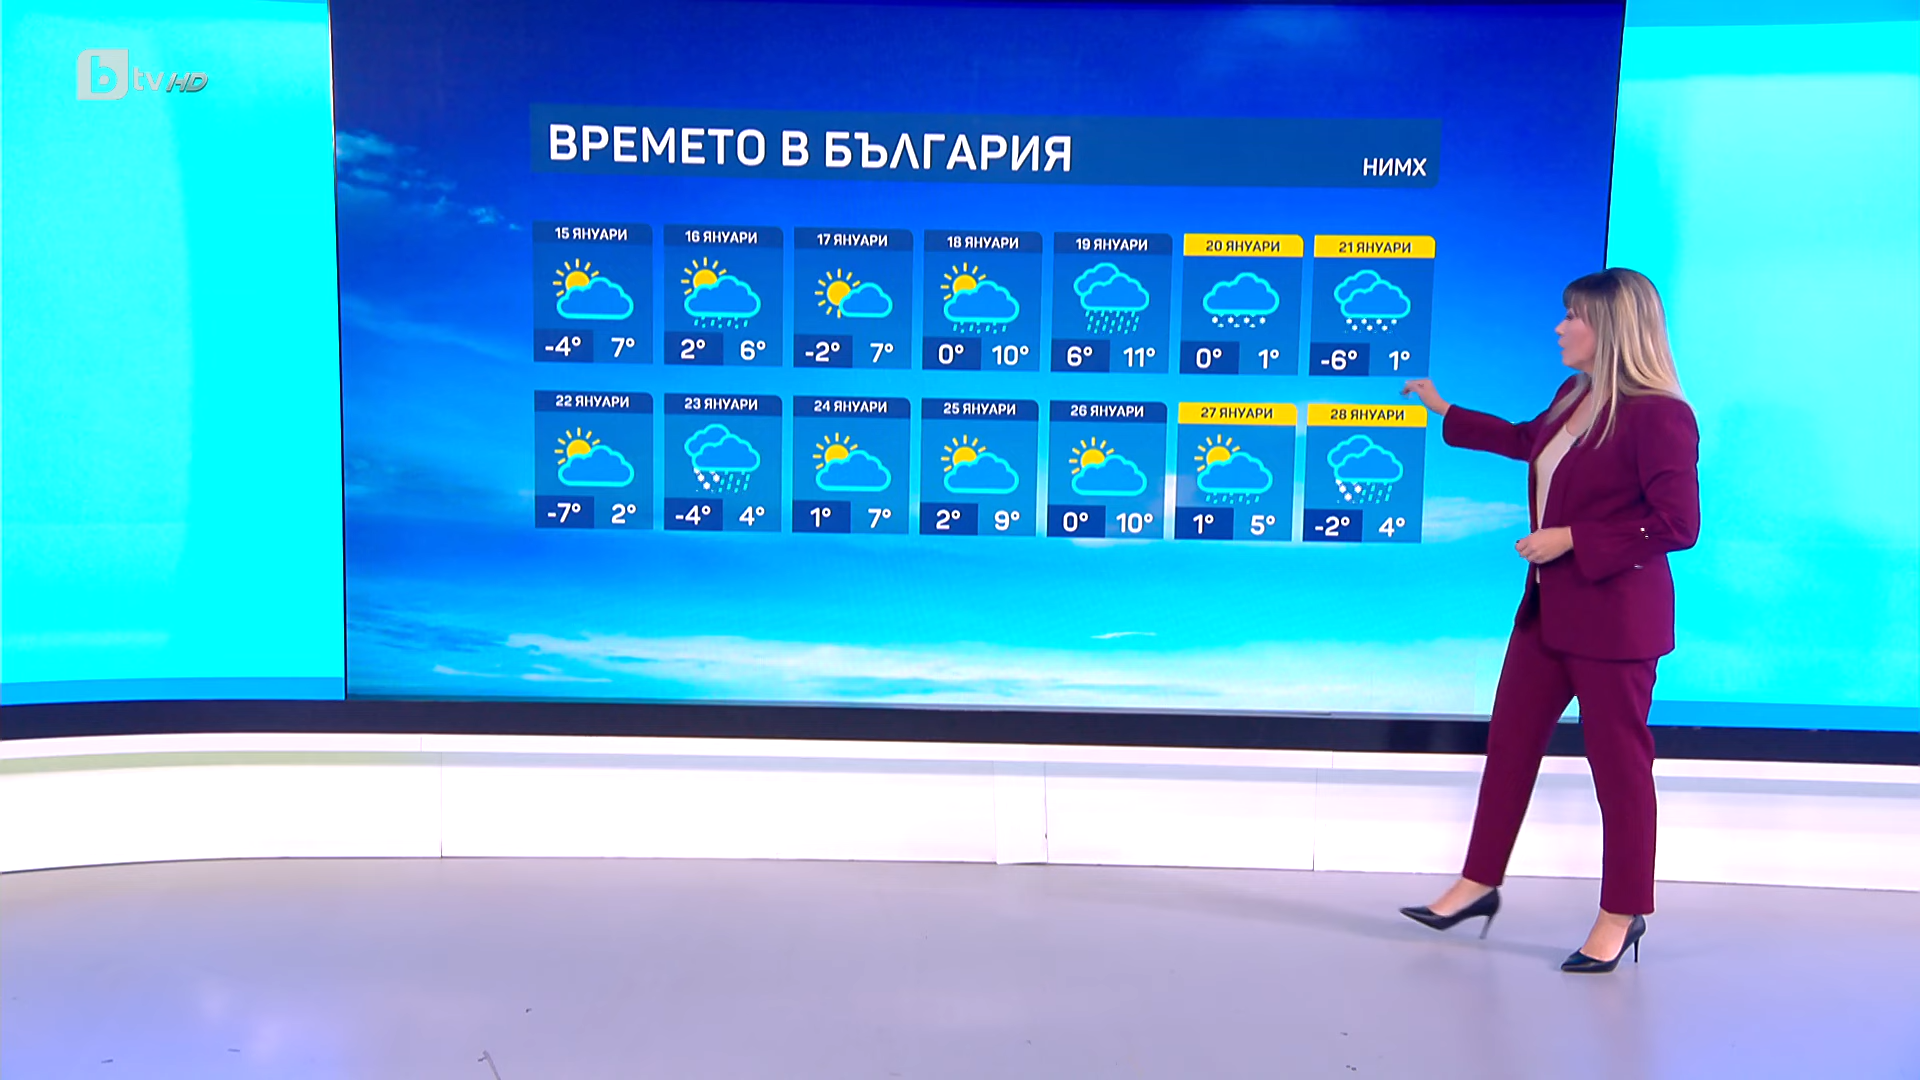 btv HD
ВРЕМЕТО В БЪЛГАРИЯ
НИМХ
15 ЯНУАРИ 16 ЯНУАРИ 17 ЯНУАРИ 18 ЯНУАРИ 19 ЯНУАРИ 20 ЯНУАРИ 21 ЯНУАРИ
-4° 7° 2° 6° -2° 7° 0° 10° 6° 11° 0° 1° -6° 1°
22 ЯНУАРИ 23 ЯНУАРИ 24 ЯНУАРИ 25 ЯНУАРИ 26 ЯНУАРИ 27 ЯНУАРИ 28 ЯНУАРИ
-7° 2° -4° 4° 1° 7° 2° 9° 0° 10° 1° 5° -2° 4°